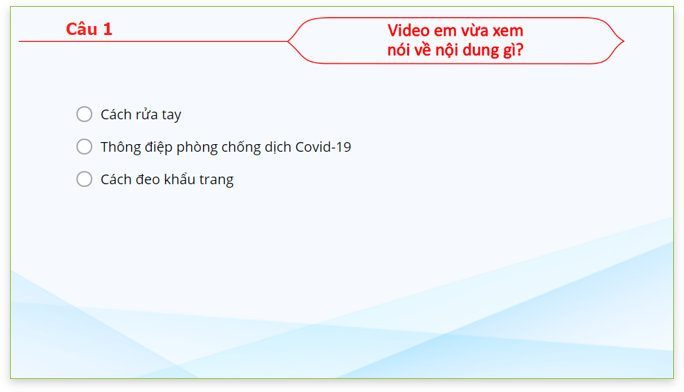 Câu 1
Video em vừa xem
nói về nội dung gì?
Cách rửa tay
Thông điệp phòng chống dịch Covid-19
Cách đeo khẩu trang